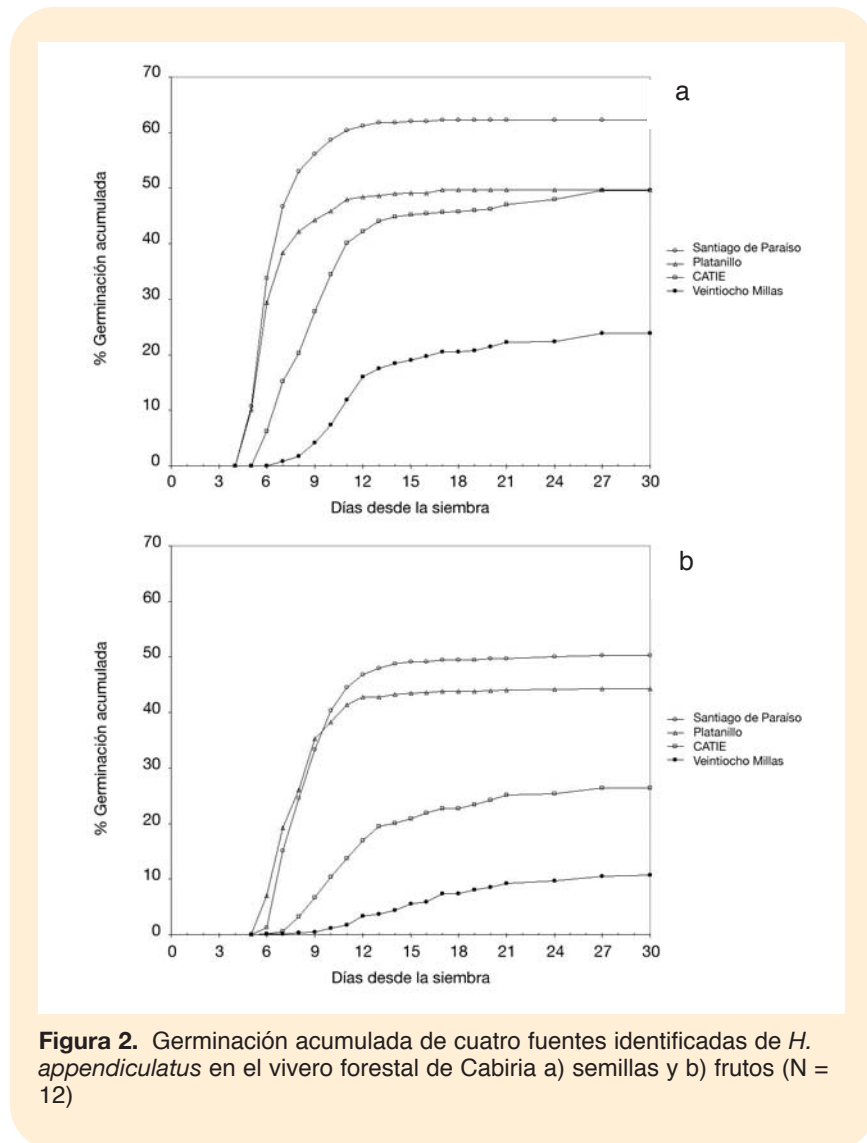 a
70
60
50
40
30
20
10
0
% Germinación acumulada
0 3 6 9 12 15 18 21 24 27 30
Días desde la siembra
Santiago de Paraíso
Platanillo
CATIE
Veintiocho Millas
b
70
60
50
40
30
20
10
0
% Germinación acumulada
0 3 6 9 12 15 18 21 24 27 30
Días desde la siembra
Santiago de Paraíso
Platanillo
CATIE
Veintiocho Millas
Figura 2. Germinación acumulada de cuatro fuentes identificadas de H.
appendiculatus en el vivero forestal de Cabiria a) semillas y b) frutos (N =
12)